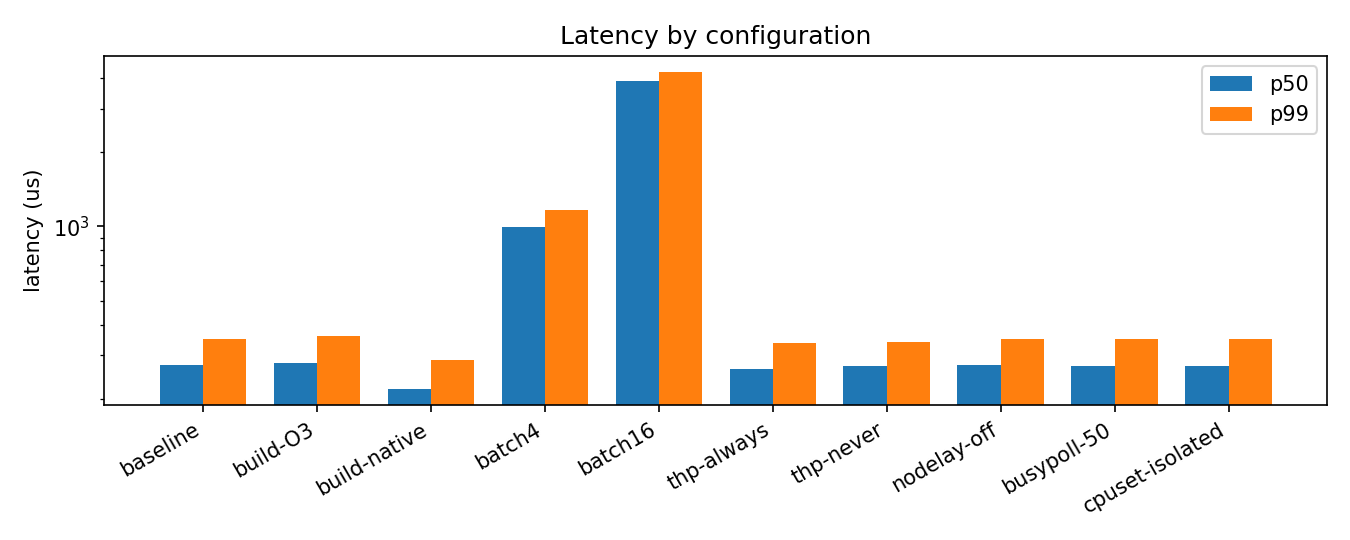 Latency by configuration
p50
p99
latency (us)
10³
baseline
build-O3
build-native
batch4
batch16
thp-always
thp-never
nodelay-off
busypoll-50
cpuset-isolated